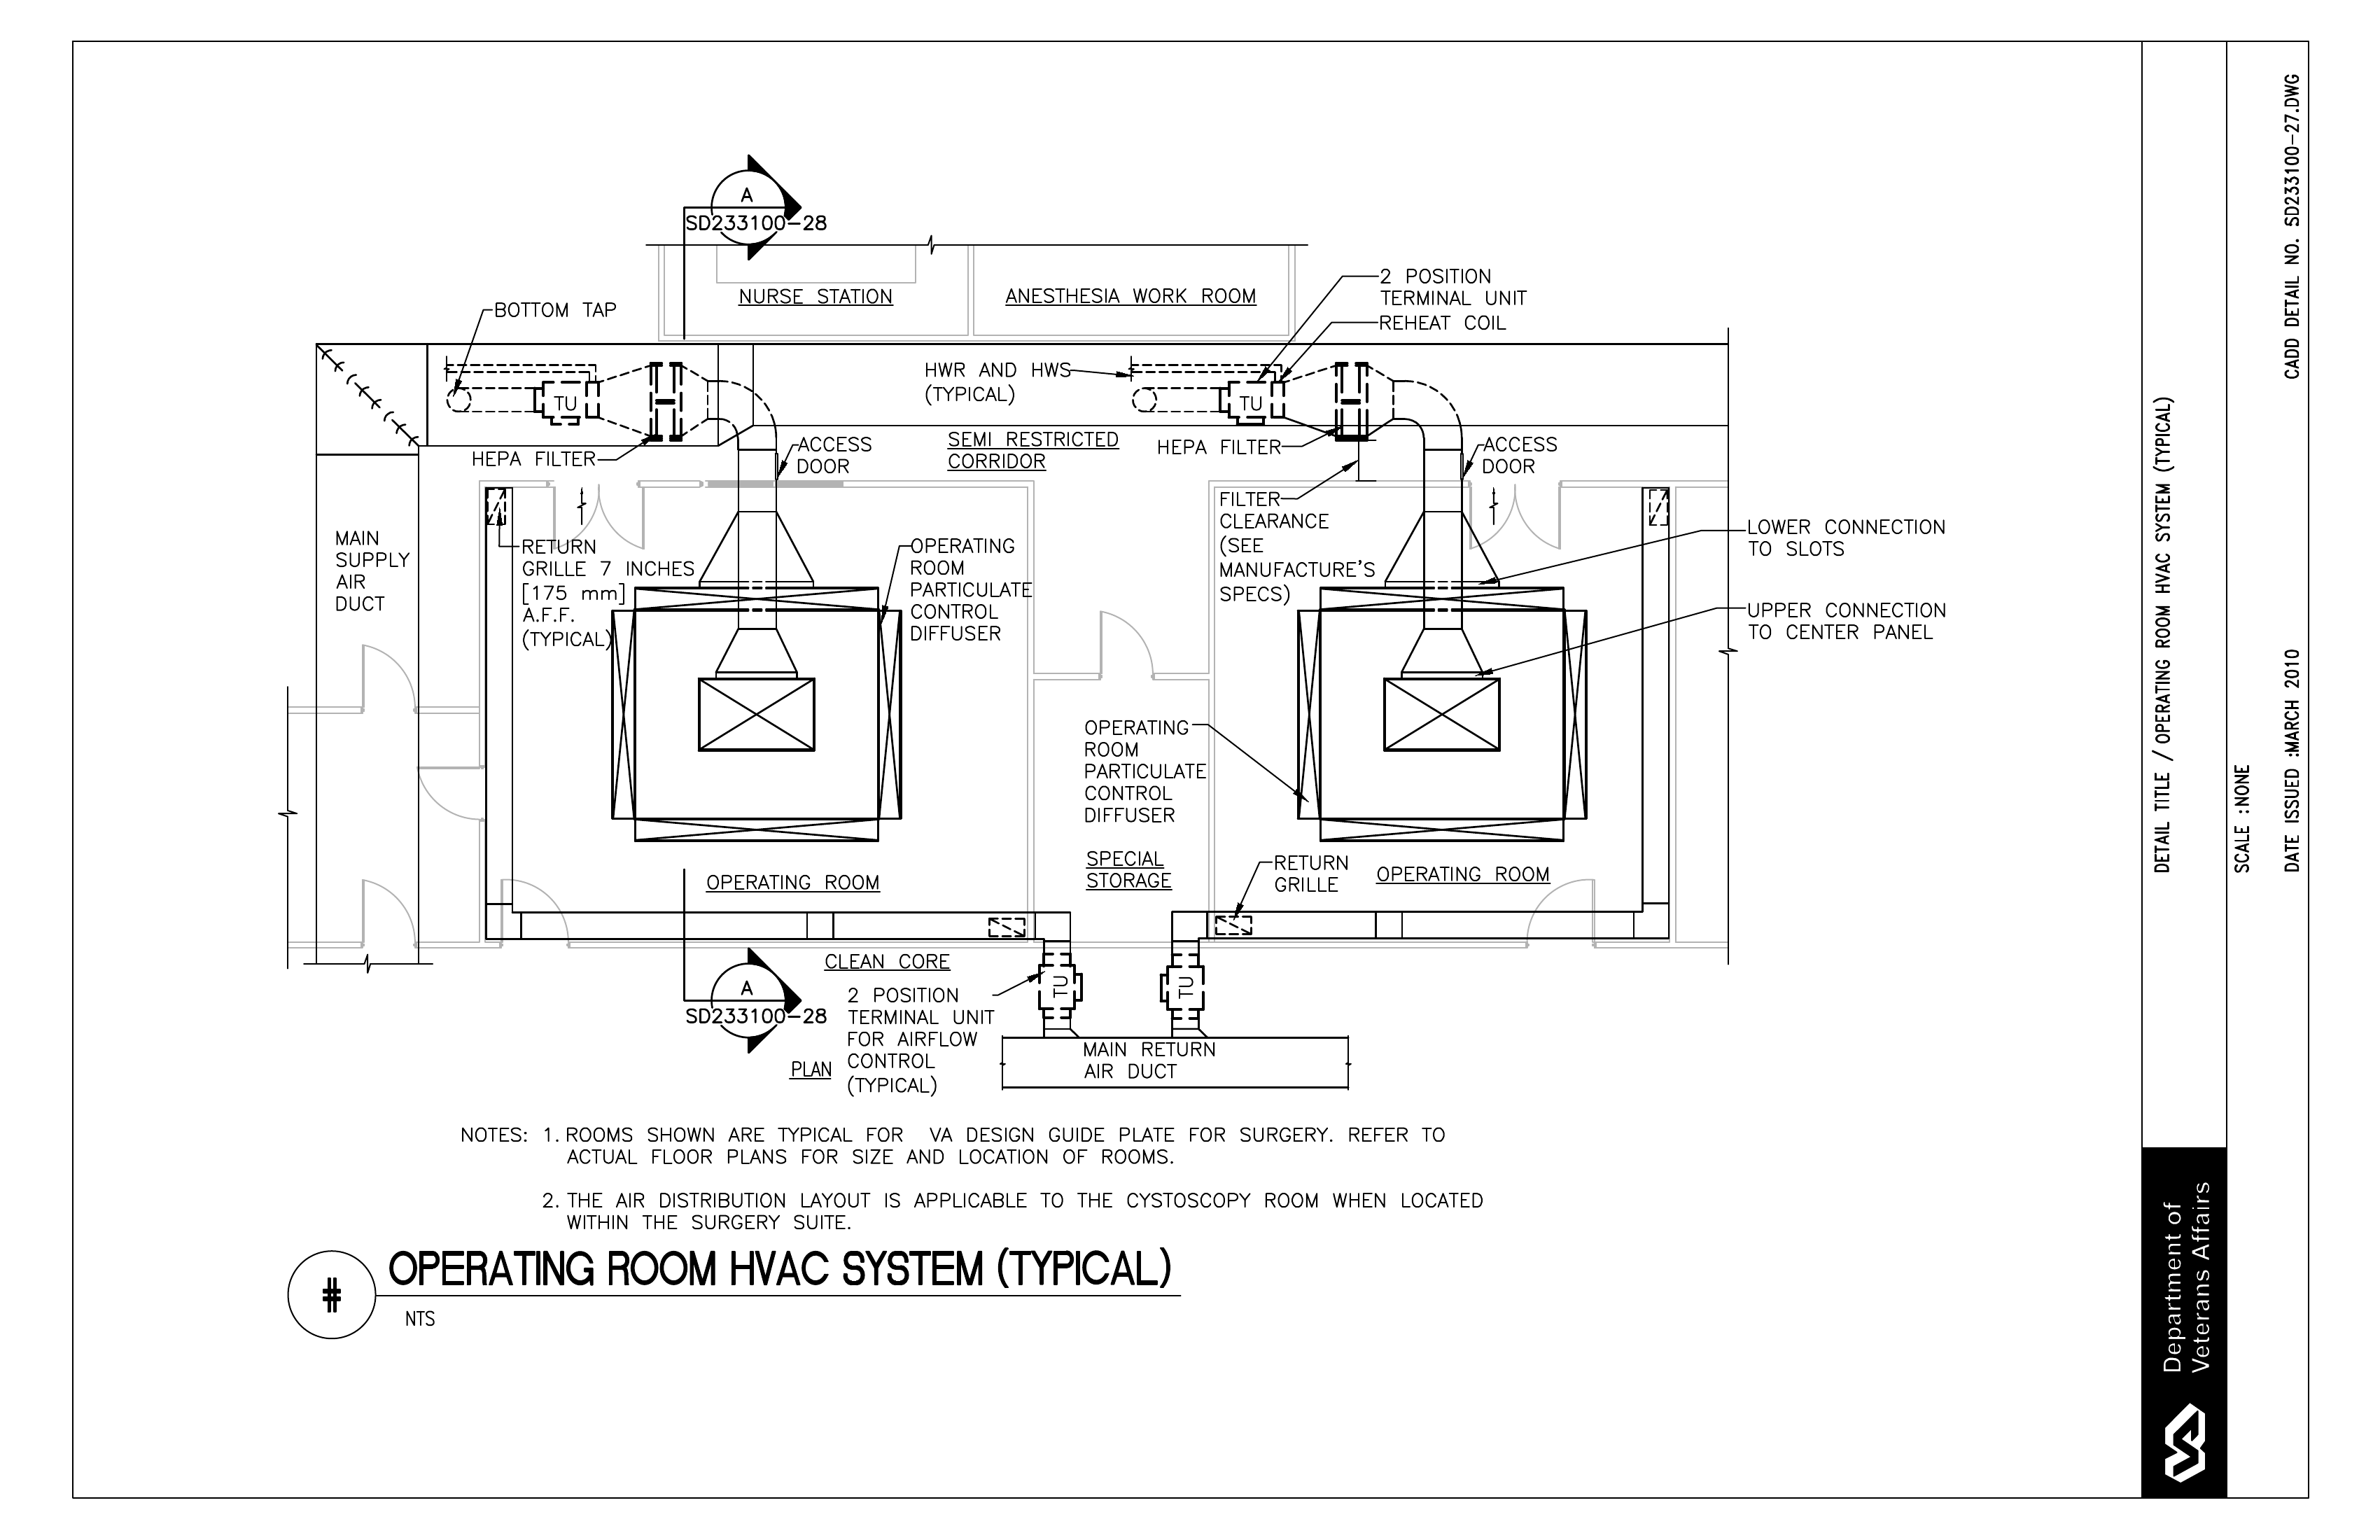 A
SD233100-28
NURSE STATION
ANESTHESIA WORK ROOM
2 POSITION
TERMINAL UNIT
REHEAT COIL
BOTTOM TAP
HWR AND HWS
(TYPICAL)
TU
TU
HEPA FILTER
ACCESS
DOOR
SEMI RESTRICTED
CORRIDOR
HEPA FILTER
ACCESS
DOOR
FILTER
CLEARANCE
(SEE
MANUFACTURE'S
SPECS)
MAIN
SUPPLY
AIR
DUCT
RETURN
GRILLE 7 INCHES
[175 mm]
A.F.F.
(TYPICAL)
OPERATING
ROOM
PARTICULATE
CONTROL
DIFFUSER
LOWER CONNECTION
TO SLOTS
UPPER CONNECTION
TO CENTER PANEL
OPERATING
ROOM
PARTICULATE
CONTROL
DIFFUSER
SPECIAL
STORAGE
RETURN
GRILLE
OPERATING ROOM
OPERATING ROOM
CLEAN CORE
A
SD233100-28
2 POSITION
TERMINAL UNIT
FOR AIRFLOW
CONTROL
(TYPICAL)
TU
TU
PLAN
MAIN RETURN
AIR DUCT
NOTES: 1. ROOMS SHOWN ARE TYPICAL FOR VA DESIGN GUIDE PLATE FOR SURGERY. REFER TO
ACTUAL FLOOR PLANS FOR SIZE AND LOCATION OF ROOMS.
2. THE AIR DISTRIBUTION LAYOUT IS APPLICABLE TO THE CYSTOSCOPY ROOM WHEN LOCATED
WITHIN THE SURGERY SUITE.
#
OPERATING ROOM HVAC SYSTEM (TYPICAL)
NTS
DETAIL TITLE / OPERATING ROOM HVAC SYSTEM (TYPICAL)
SCALE :NONE
DATE ISSUED :MARCH 2010
CADD DETAIL NO. SD233100-27.DWG
Department of
Veterans Affairs